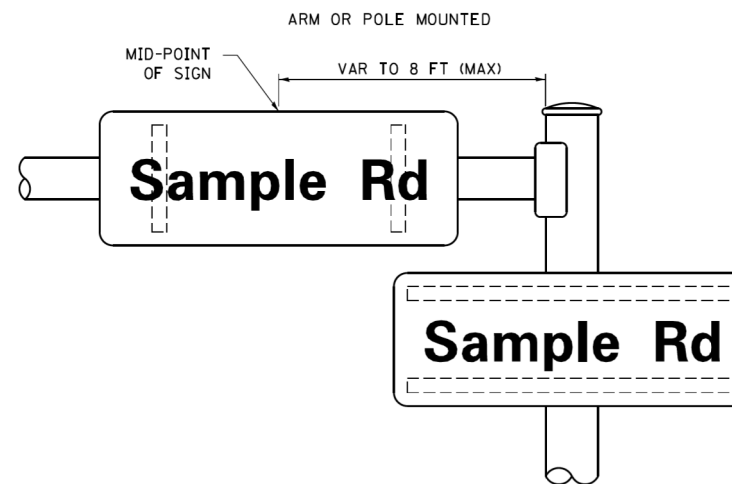 ARM OR POLE MOUNTED
MID-POINT
OF SIGN
VAR TO 8 FT (MAX)
Sample Rd
Sample Rd